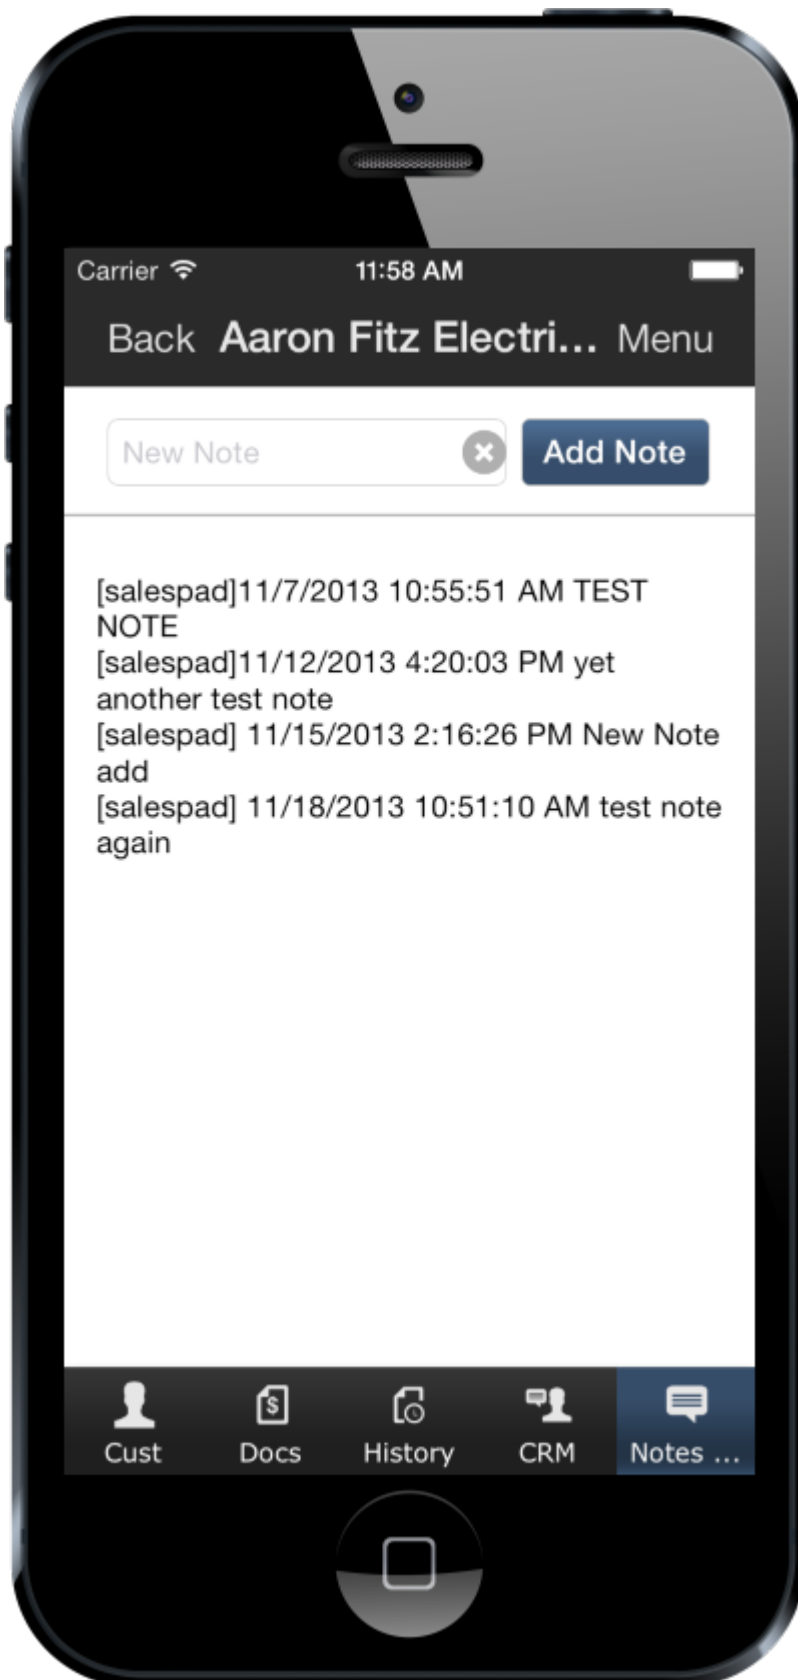 Carrier 11:58 AM
Back Aaron Fitz Electri... Menu
New Note Add Note
[salespad]11/7/2013 10:55:51 AM TEST
NOTE
[salespad]11/12/2013 4:20:03 PM yet
another test note
[salespad] 11/15/2013 2:16:26 PM New Note
add
[salespad] 11/18/2013 10:51:10 AM test note
again
$
Cust Docs History CRM Notes ...